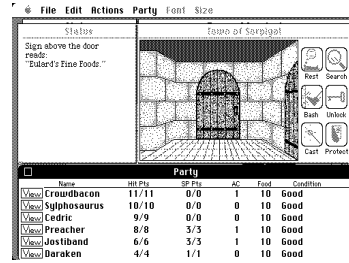 File Edit Actions Party Font Size
Status
Town of Sorpigal
Sign above the door
reads:
"Eulard's Fine Foods."
Rest Search
Bash Unlock
Cast Protect
Party
Name Hit Pts SP Pts AC Food Condition
View Crowdbacon 11/11 0/0 1 10 Good
View Sylphosaurus 10/10 0/0 0 10 Good
View Cedric 9/9 0/0 0 10 Good
View Preacher 8/8 3/3 1 10 Good
View Jostiband 6/6 3/3 1 10 Good
View Daraken 4/4 1/1 0 10 Good